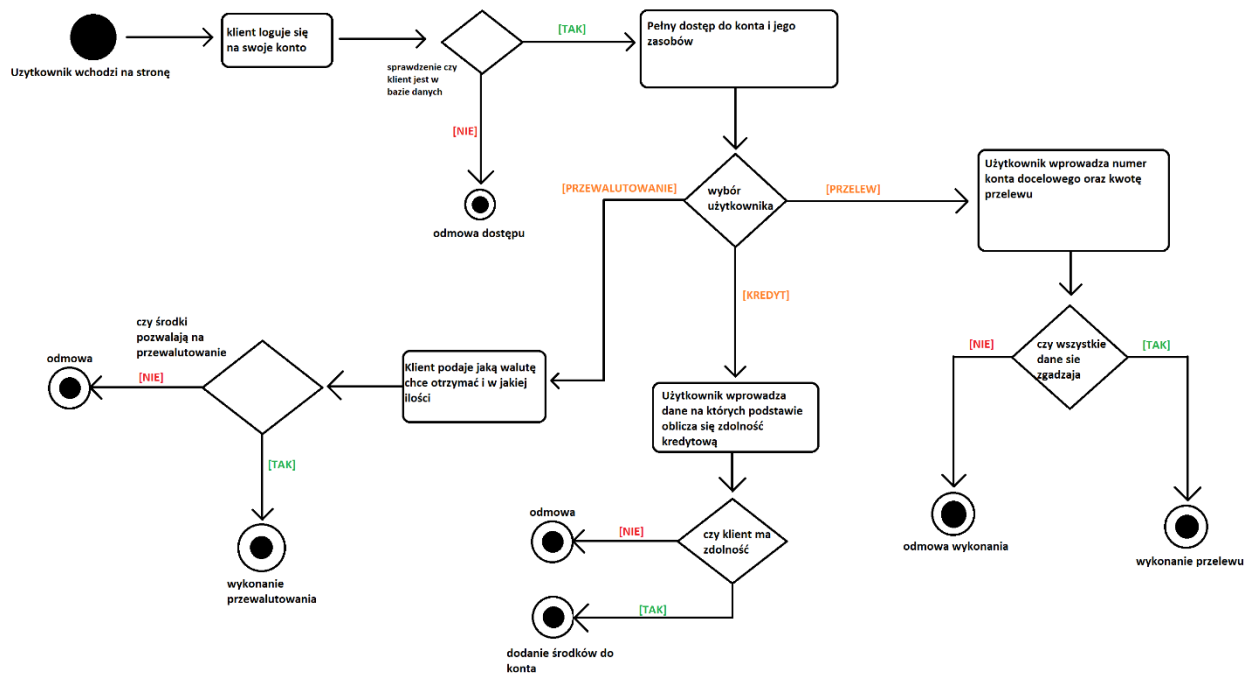 Uzytkownik wchodzi na stronę
klient loguje się
na swoje konto
sprawdzenie czy
klient jest w
bazie danych
[TAK]
[NIE]
odmowa dostępu
Pełny dostęp do konta i jego
zasobów
wybór
użytkownika
[PRZEWALUTOWANIE]
[PRZELEW]
[KREDYT]
Użytkownik wprowadza numer
konta docelowego oraz kwotę
przelewu
czy wszystkie
dane sie
zgadzaja
[NIE]
[TAK]
odmowa wykonania
wykonanie przelewu
Klient podaje jaką walutę
chce otrzymać i w jakiej
ilości
czy środki
pozwalają na
przewalutowanie
[NIE]
odmowa
[TAK]
wykonanie
przewalutowania
Użytkownik wprowadza
dane na których podstawie
oblicza się zdolność
kredytową
czy klient ma
zdolność
[NIE]
odmowa
[TAK]
dodanie środków do
konta